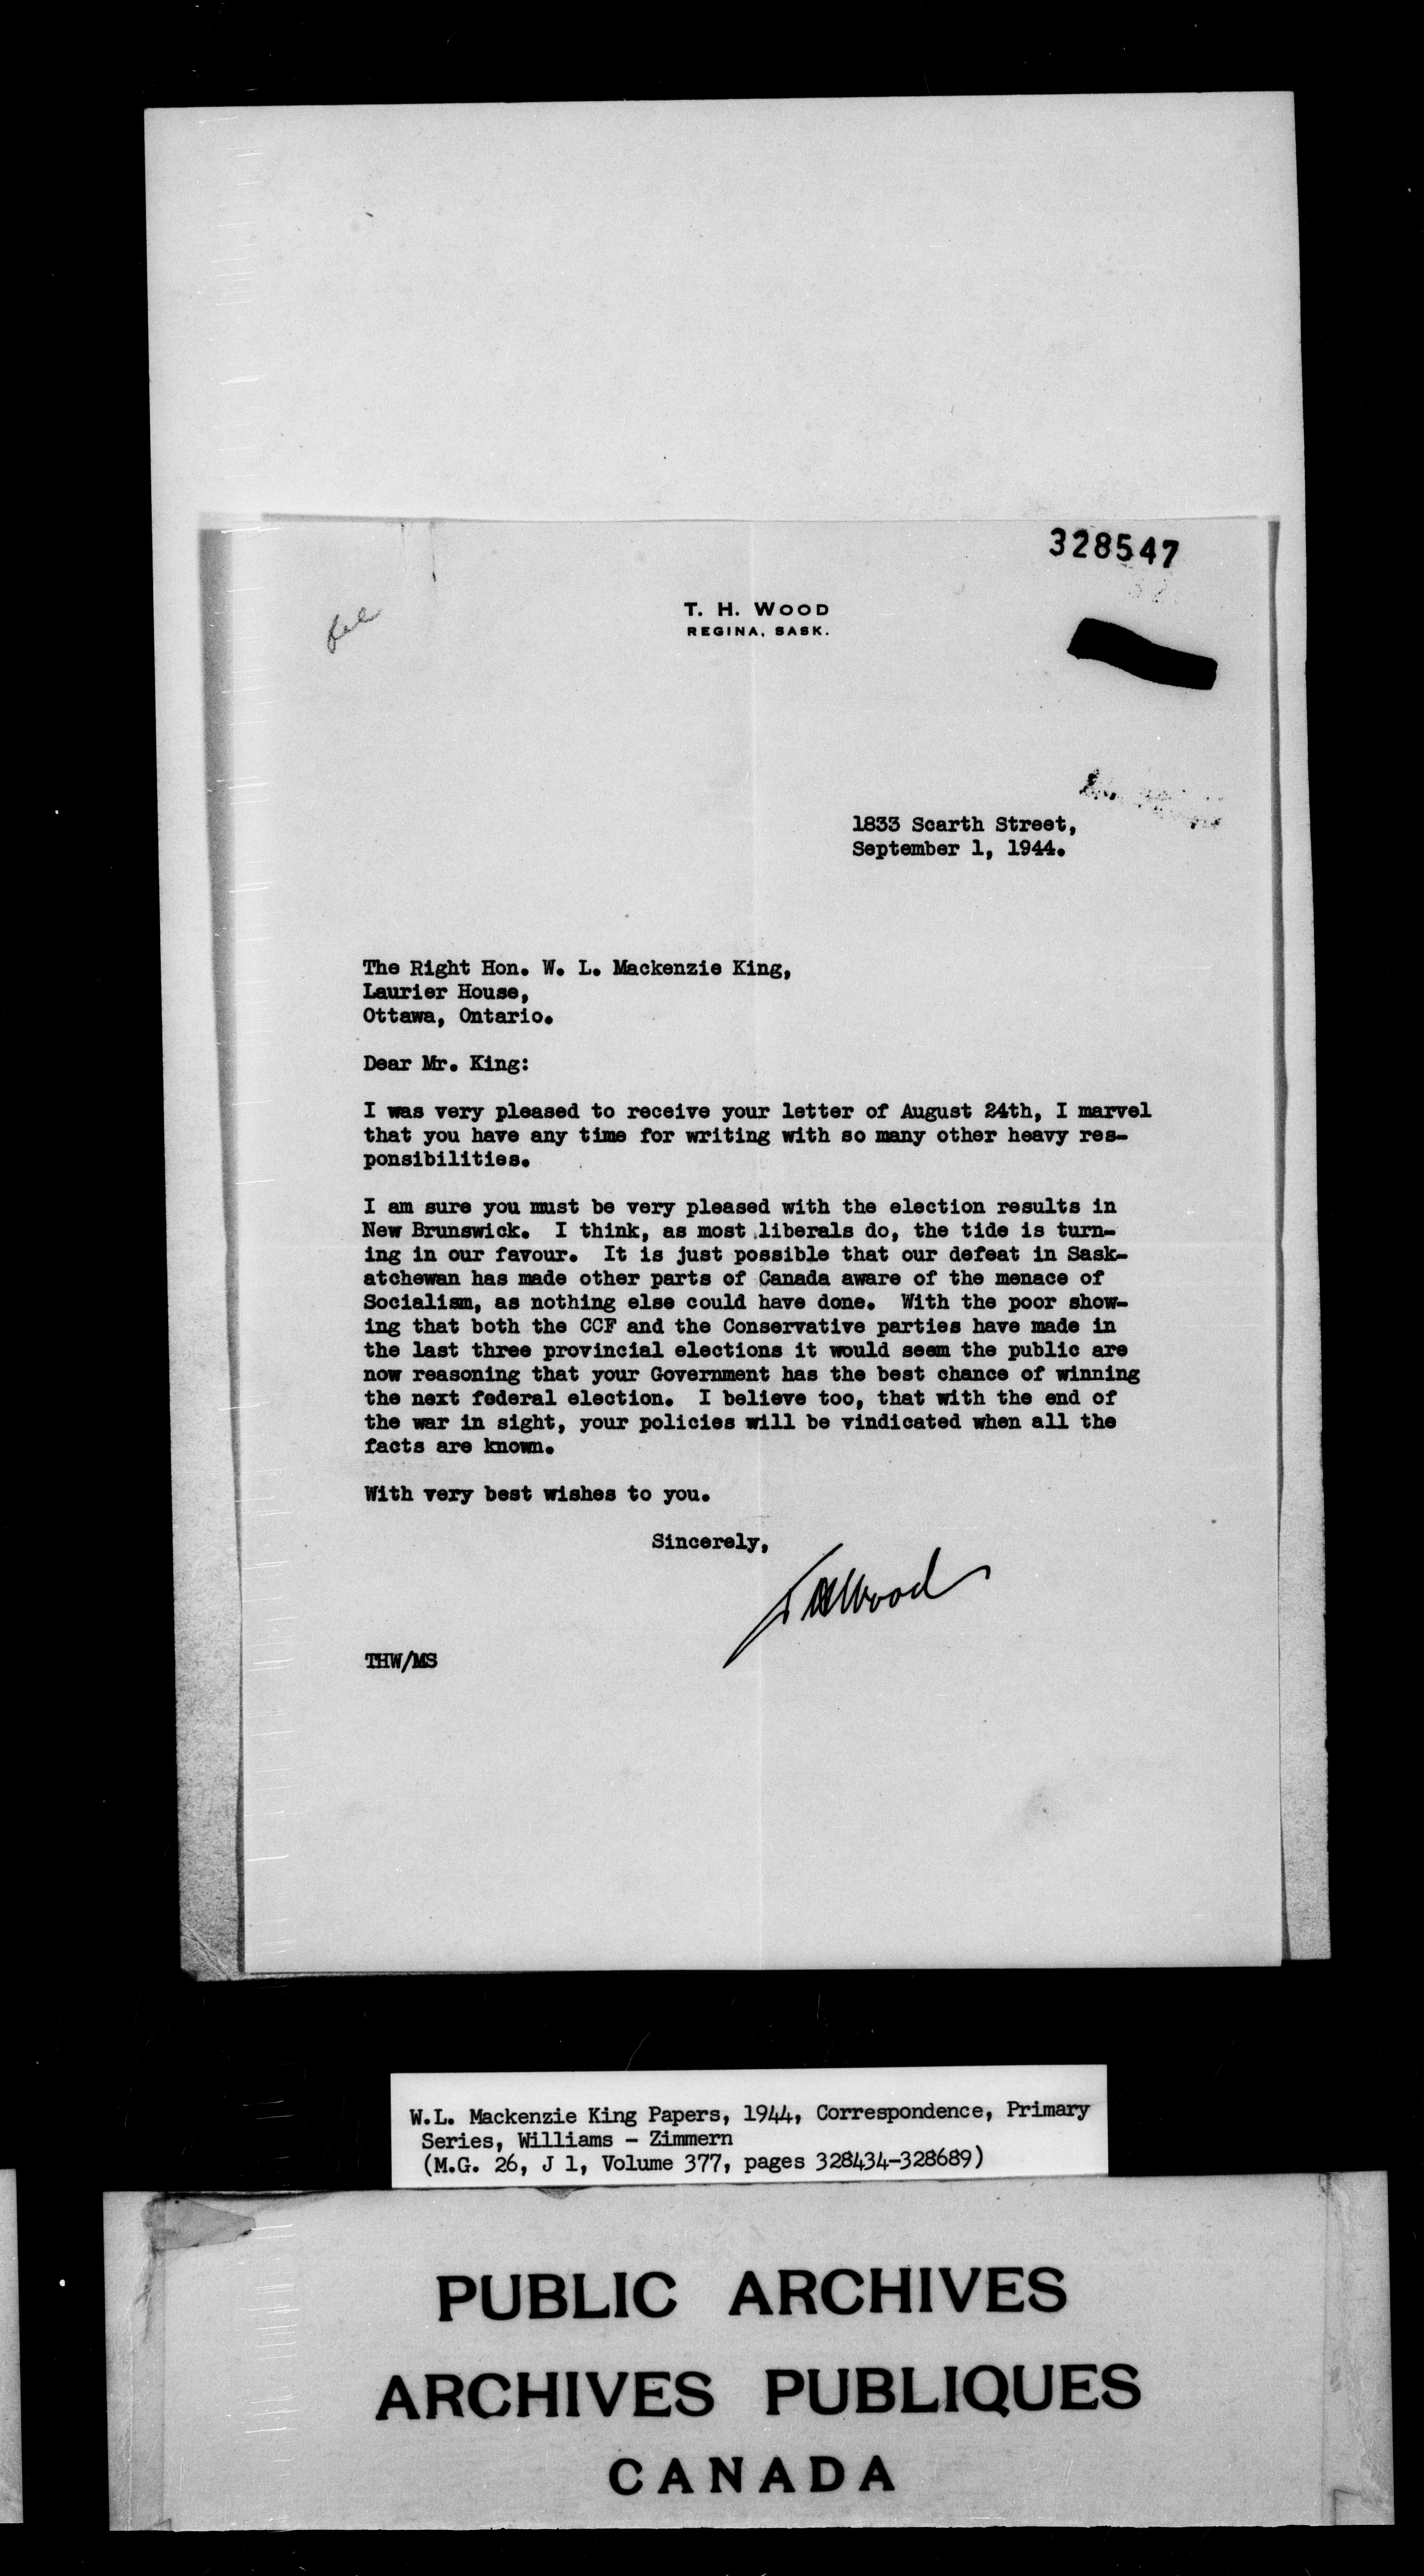 328547
T. H. WOOD
REGINA, SASK.
1833 Scarth Street,
September 1, 1944.
The Right Hon. W. L. Mackenzie King,
Laurier House,
Ottawa, Ontario.
Dear Mr. King:
I was very pleased to receive your letter of August 24th, I marvel
that you have any time for writing with so many other heavy res-
ponsibilities.
I am sure you must be very pleased with the election results in
New Brunswick. I think, as most liberals do, the tide is turn-
ing in our favour. It is just possible that our defeat in Sask-
atchewan has made other parts of Canada aware of the menace of
Socialism, as nothing else could have done. With the poor show-
ing that both the CCF and the Conservative parties have made in
the last three provincial elections it would seem the public are
now reasoning that your Government has the best chance of winning
the next federal election. I believe too, that with the end of
the war in sight, your policies will be vindicated when all the
facts are known.
With very best wishes to you.
Sincerely,
T H Wood
THW/MS
W.L. Mackenzie King Papers, 1944, Correspondence, Primary
Series, Williams - Zimmern
(M.G. 26, J 1, Volume 377, pages 328434-328689)
PUBLIC ARCHIVES
ARCHIVES PUBLIQUES
CANADA